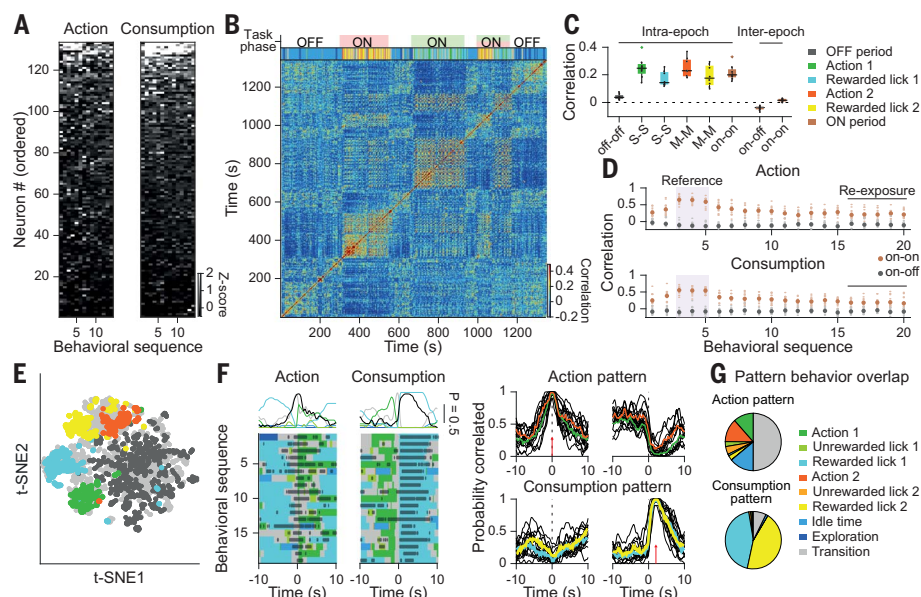 A
Action
Consumption
Neuron # (ordered)
120
100
80
60
40
20
5 10
5 10
2
1
0
Z-score
Behavioral sequence
B
Task phase
OFF
ON
ON
ON
OFF
Time (s)
1200
1000
800
600
400
200
200 400 600 800 1000 1200
Time (s)
0.4
0.2
0
-0.2
Correlation
C
Intra-epoch
Inter-epoch
Correlation
0.4
0.2
0
off-off
S-S
S-S
M-M
M-M
on-on
on-off
on-on
OFF period
Action 1
Rewarded lick 1
Action 2
Rewarded lick 2
ON period
D
Action
Reference
Re-exposure
Correlation
1
0.5
0
5 10 15 20
on-on
on-off
Consumption
1
0.5
0
5 10 15 20
Behavioral sequence
E
t-SNE2
t-SNE1
F
Action
Consumption
P = 0.5
Behavioral sequence
5
10
15
-10 0 10
-10 0 10
Time (s)
Time (s)
Action pattern
Probability correlated
1
0.5
0
-10 0 10
-10 0 10
Consumption pattern
1
0.5
0
-10 0 10
-10 0 10
Time (s)
Time (s)
G
Pattern behavior overlap
Action pattern
Consumption
pattern
Action 1
Unrewarded lick 1
Rewarded lick 1
Action 2
Unrewarded lick 2
Rewarded lick 2
Idle time
Exploration
Transition